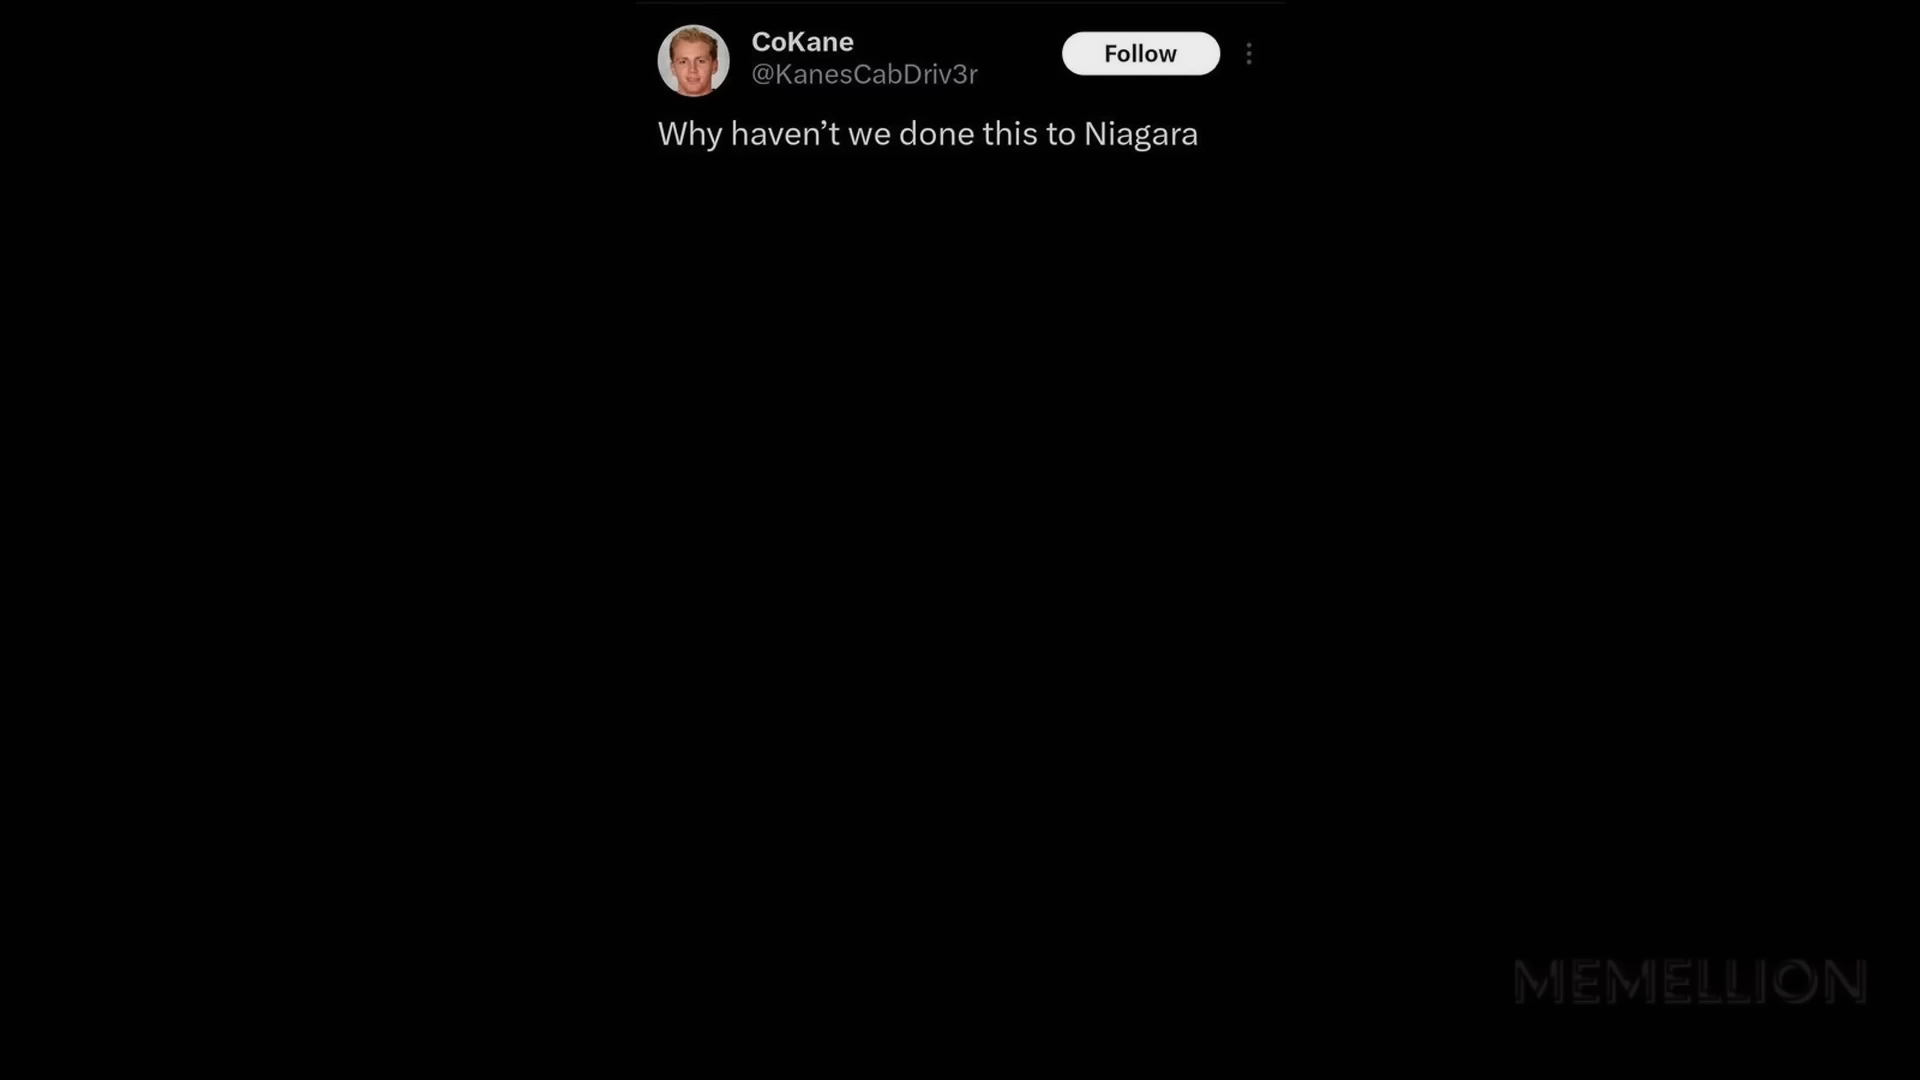 CoKane
Follow
@KanesCabDriv3r
Why haven’t we done this to Niagara
MEMELLION